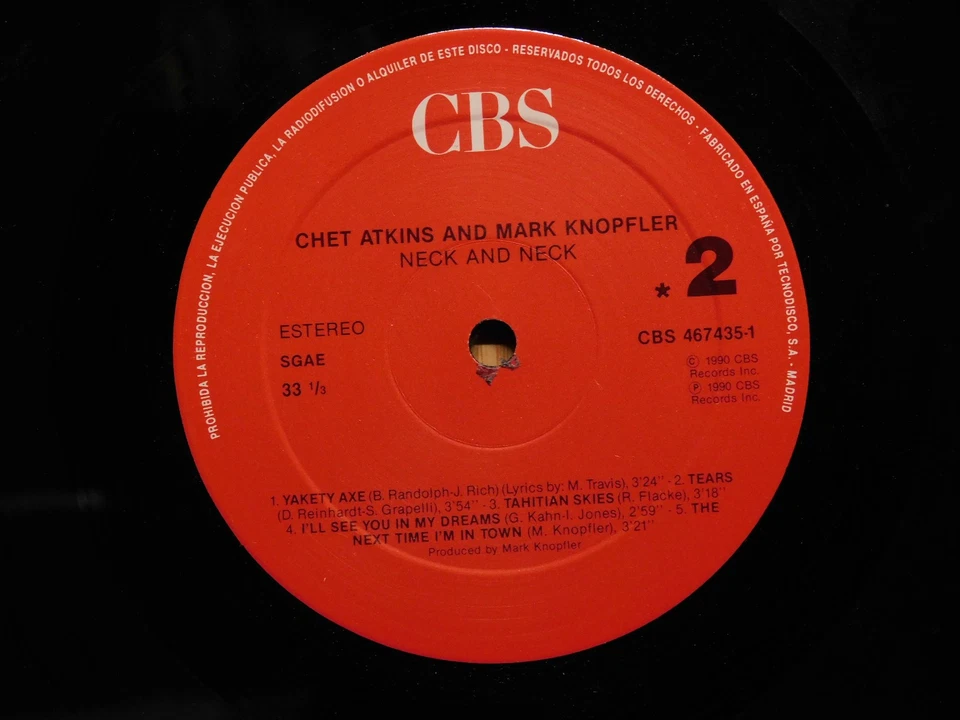 PROHIBIDA LA REPRODUCCION, LA EJECUCION PUBLICA, LA RADIODIFUSION O ALQUILER DE ESTE DISCO - RESERVADOS TODOS LOS DERECHOS - FABRICADO EN ESPAÑA POR TECNODISCO, S.A. - MADRID
CBS
CHET ATKINS AND MARK KNOPFLER
NECK AND NECK
* 2
ESTEREO
SGAE
33 1/3
CBS 467435-1
© 1990 CBS
Records Inc.
℗ 1990 CBS
Records Inc.
1. YAKETY AXE (B. Randolph-J. Rich) (Lyrics by: M. Travis), 3'24'' - 2. TEARS
(D. Reinhardt-S. Grapelli), 3'54'' - 3. TAHITIAN SKIES (R. Flacke), 3'18''
4. I'LL SEE YOU IN MY DREAMS (G. Kahn-I. Jones), 2'59'' - 5. THE
NEXT TIME I'M IN TOWN (M. Knopfler), 3'21''
Produced by Mark Knopfler